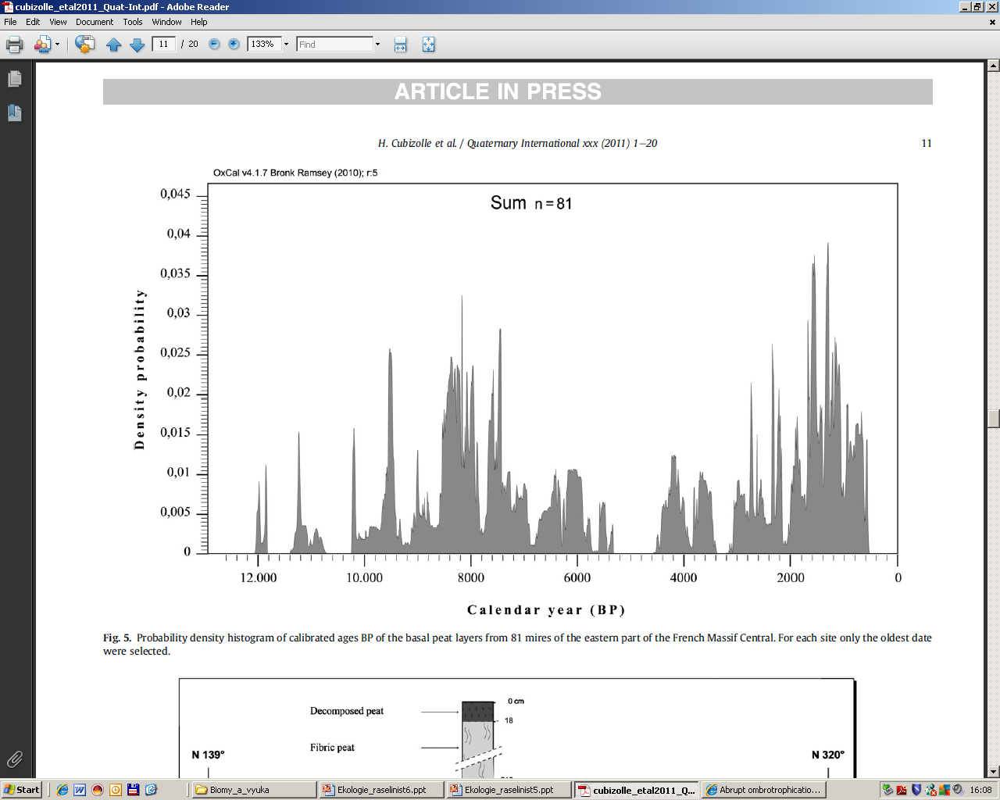 cubizolle_etal2011_Quat-Int.pdf - Adobe Reader
File Edit View Document Tools Window Help
11 / 20 133% Find
ARTICLE IN PRESS
H. Cubizolle et al. / Quaternary International xxx (2011) 1–20 11
OxCal v4.1.7 Bronk Ramsey (2010); r:5
Sum n = 81
0,045
0,04
0,035
0,03
0,025
0,02
0,015
0,01
0,005
0
Density probability
12.000 10.000 8000 6000 4000 2000 0
Calendar year (BP)
Fig. 5. Probability density histogram of calibrated ages BP of the basal peat layers from 81 mires of the eastern part of the French Massif Central. For each site only the oldest date
were selected.
0 cm
Decomposed peat
18
Fibric peat
N 139° N 320°
Start Biomy_a_vyuka Ekologie_raselinist6.ppt Ekologie_raselinist5.ppt cubizolle_etal2011_Q... Abrupt ombrotrophicatio... 16:08